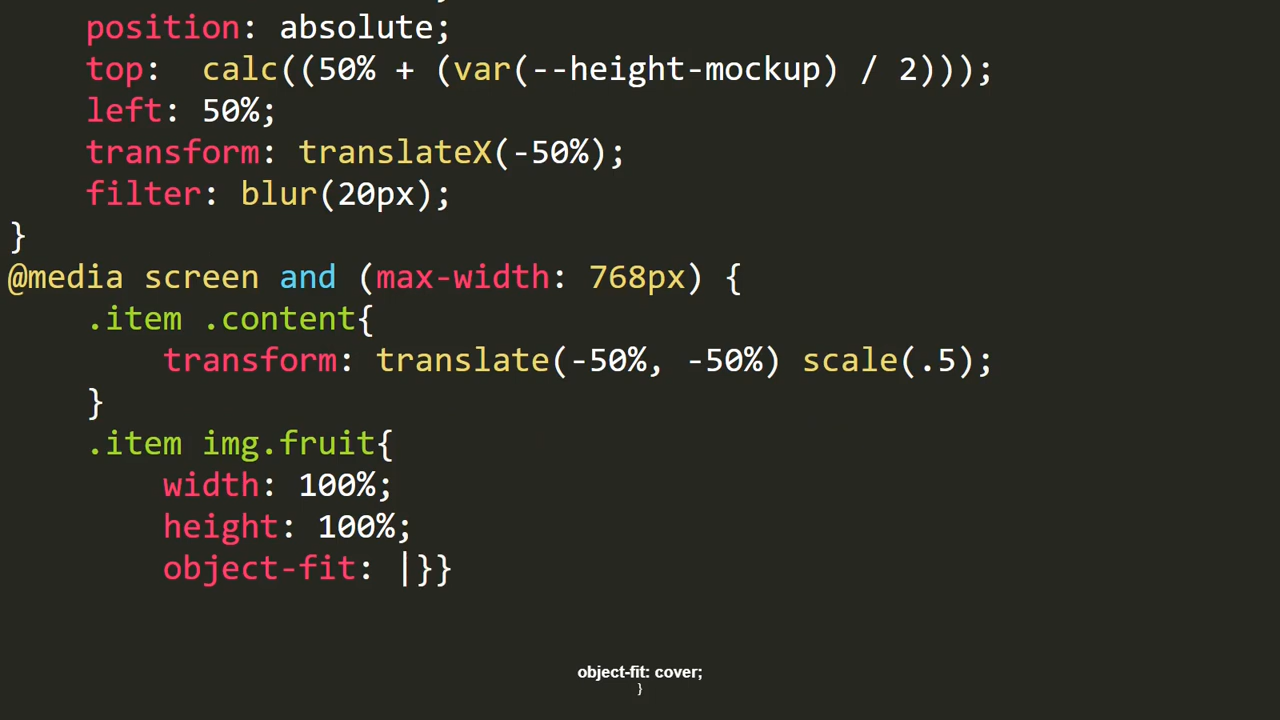 position: absolute;
top:  calc((50% + (var(--height-mockup) / 2)));
left: 50%;
transform: translateX(-50%);
filter: blur(20px);
}
@media screen and (max-width: 768px) {
.item .content{
transform: translate(-50%, -50%) scale(.5);
}
.item img.fruit{
width: 100%;
height: 100%;
object-fit: |}}
object-fit: cover;
}